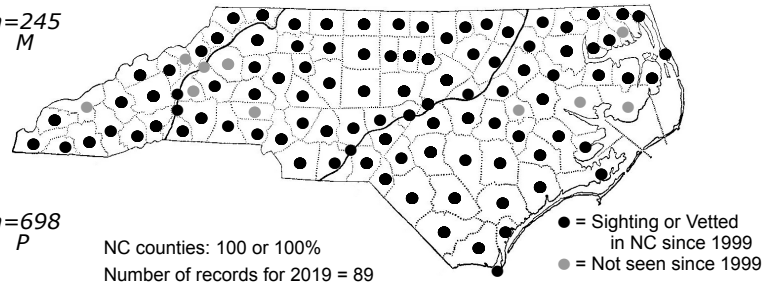 =245
M
=698
P
NC counties: 100 or 100%
Number of records for 2019 = 89
= Sighting or Vetted
in NC since 1999
= Not seen since 1999